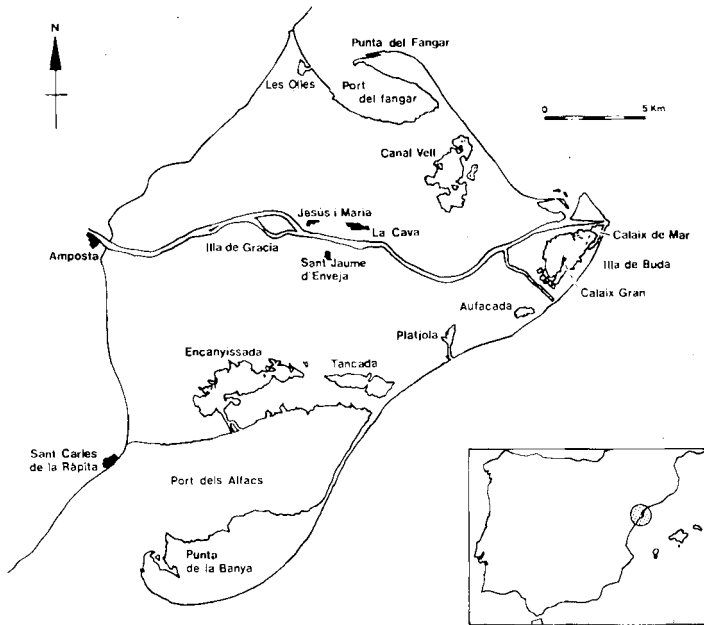 N
Punta del Fangar
Les Olles
Port
del fangar
0 5 Km
Canal Vell
Jesús i Maria
La Cava
Amposta
Illa de Gracia
Sant Jaume
d'Enveja
Calaix de Mar
Illa de Buda
Calaix Gran
Aufacada
Platjola
Encanyissada
Tancada
Sant Carles
de la Ràpita
Port dels Alfacs
Punta
de la Banya